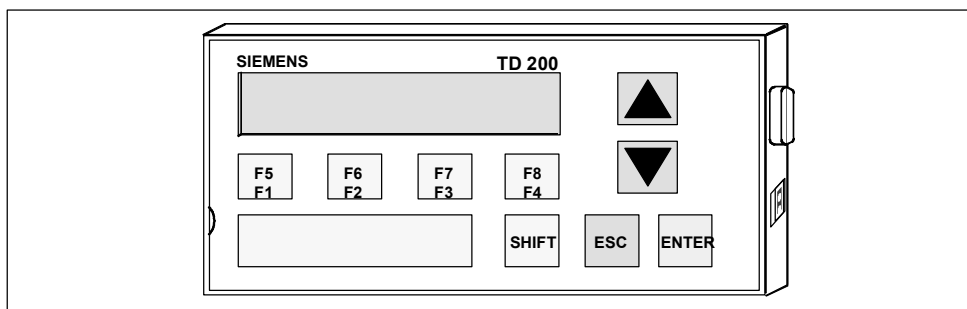 SIEMENS TD 200
F5 F6 F7 F8
F1 F2 F3 F4
SHIFT ESC ENTER